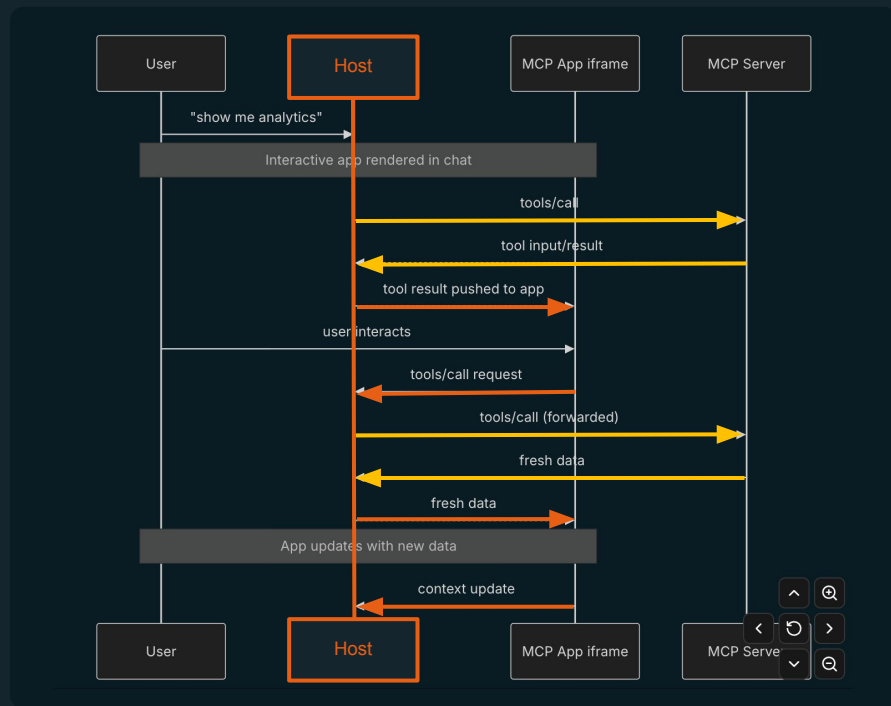 User
Host
MCP App iframe
MCP Server
"show me analytics"
Interactive app rendered in chat
tools/call
tool input/result
tool result pushed to app
user interacts
tools/call request
tools/call (forwarded)
fresh data
fresh data
App updates with new data
context update
User
Host
MCP App iframe
MCP Serve